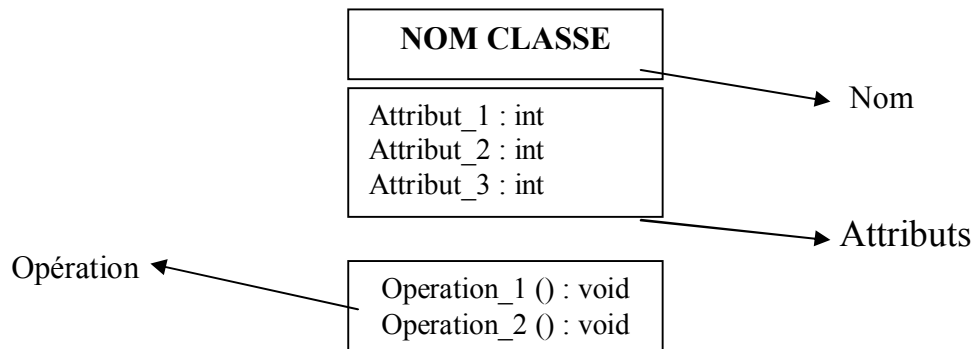 NOM CLASSE
Nom
Attribut_1 : int
Attribut_2 : int
Attribut_3 : int
Attributs
Opération
Operation_1 () : void
Operation_2 () : void